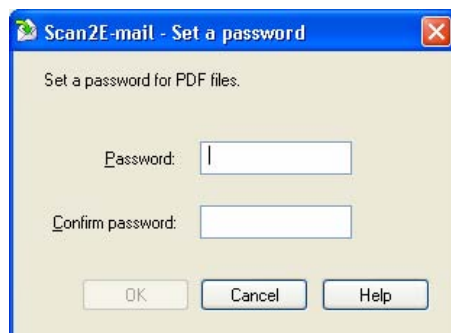 Scan2E-mail - Set a password
Set a password for PDF files.
Password:
Confirm password:
OK Cancel Help